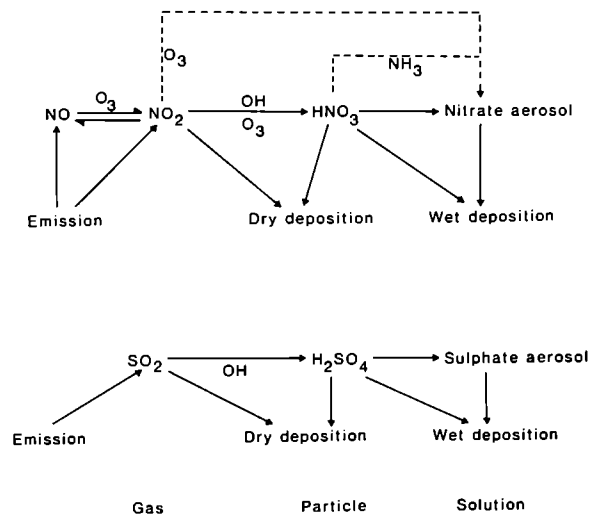 O3
NH3
NO O3 NO2 OH HNO3 Nitrate aerosol
O3
Emission Dry deposition Wet deposition
SO2 OH H2SO4 Sulphate aerosol
Emission Dry deposition Wet deposition
Gas Particle Solution